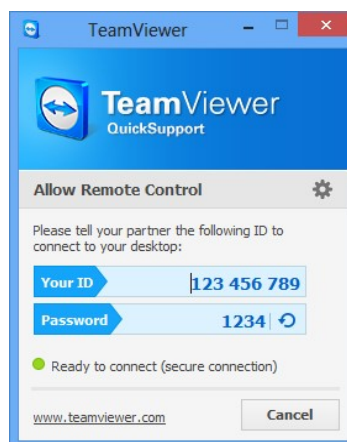 TeamViewer
TeamViewer
QuickSupport
Allow Remote Control
Please tell your partner the following ID to
connect to your desktop:
Your ID 123 456 789
Password 1234
Ready to connect (secure connection)
www.teamviewer.com Cancel